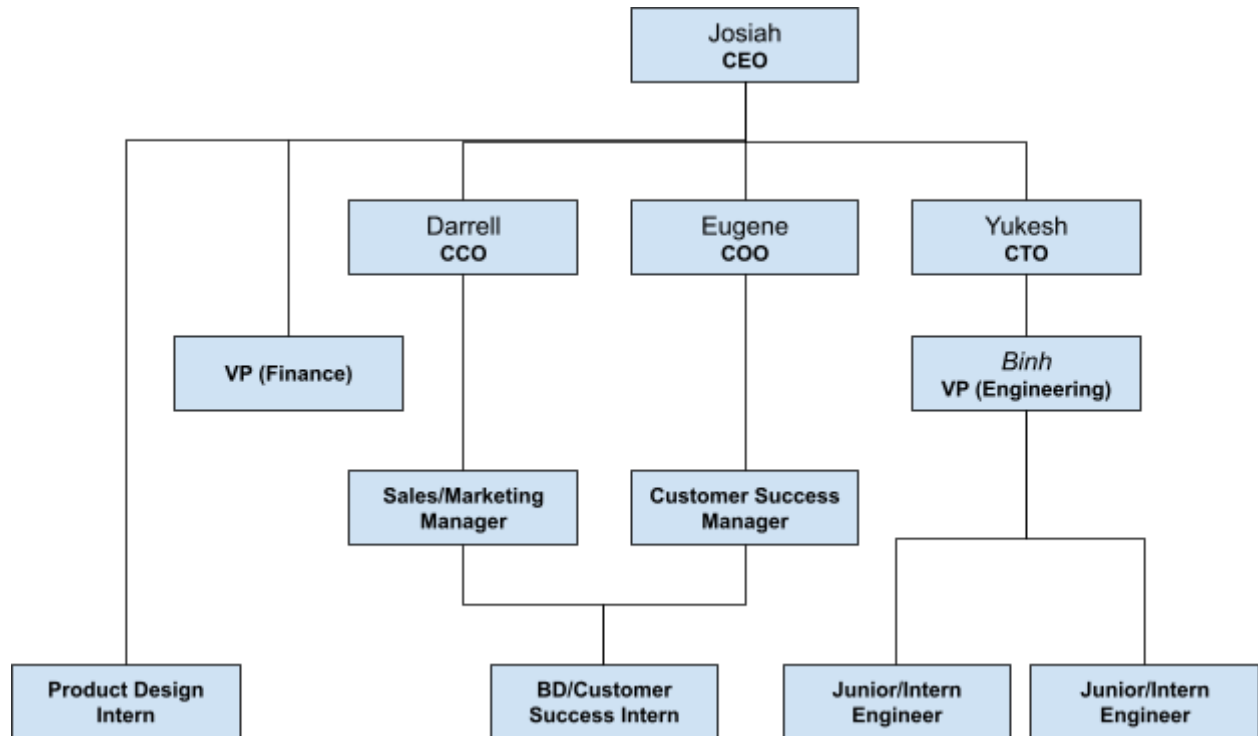 Josiah
CEO
Darrell
CCO
Eugene
COO
Yukesh
CTO
VP (Finance)
Binh
VP (Engineering)
Sales/Marketing
Manager
Customer Success
Manager
Product Design
Intern
BD/Customer
Success Intern
Junior/Intern
Engineer
Junior/Intern
Engineer